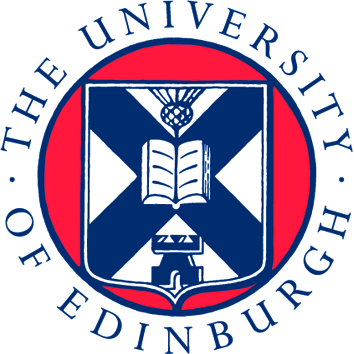 THE UNIVERSITY
· OF EDINBURGH ·